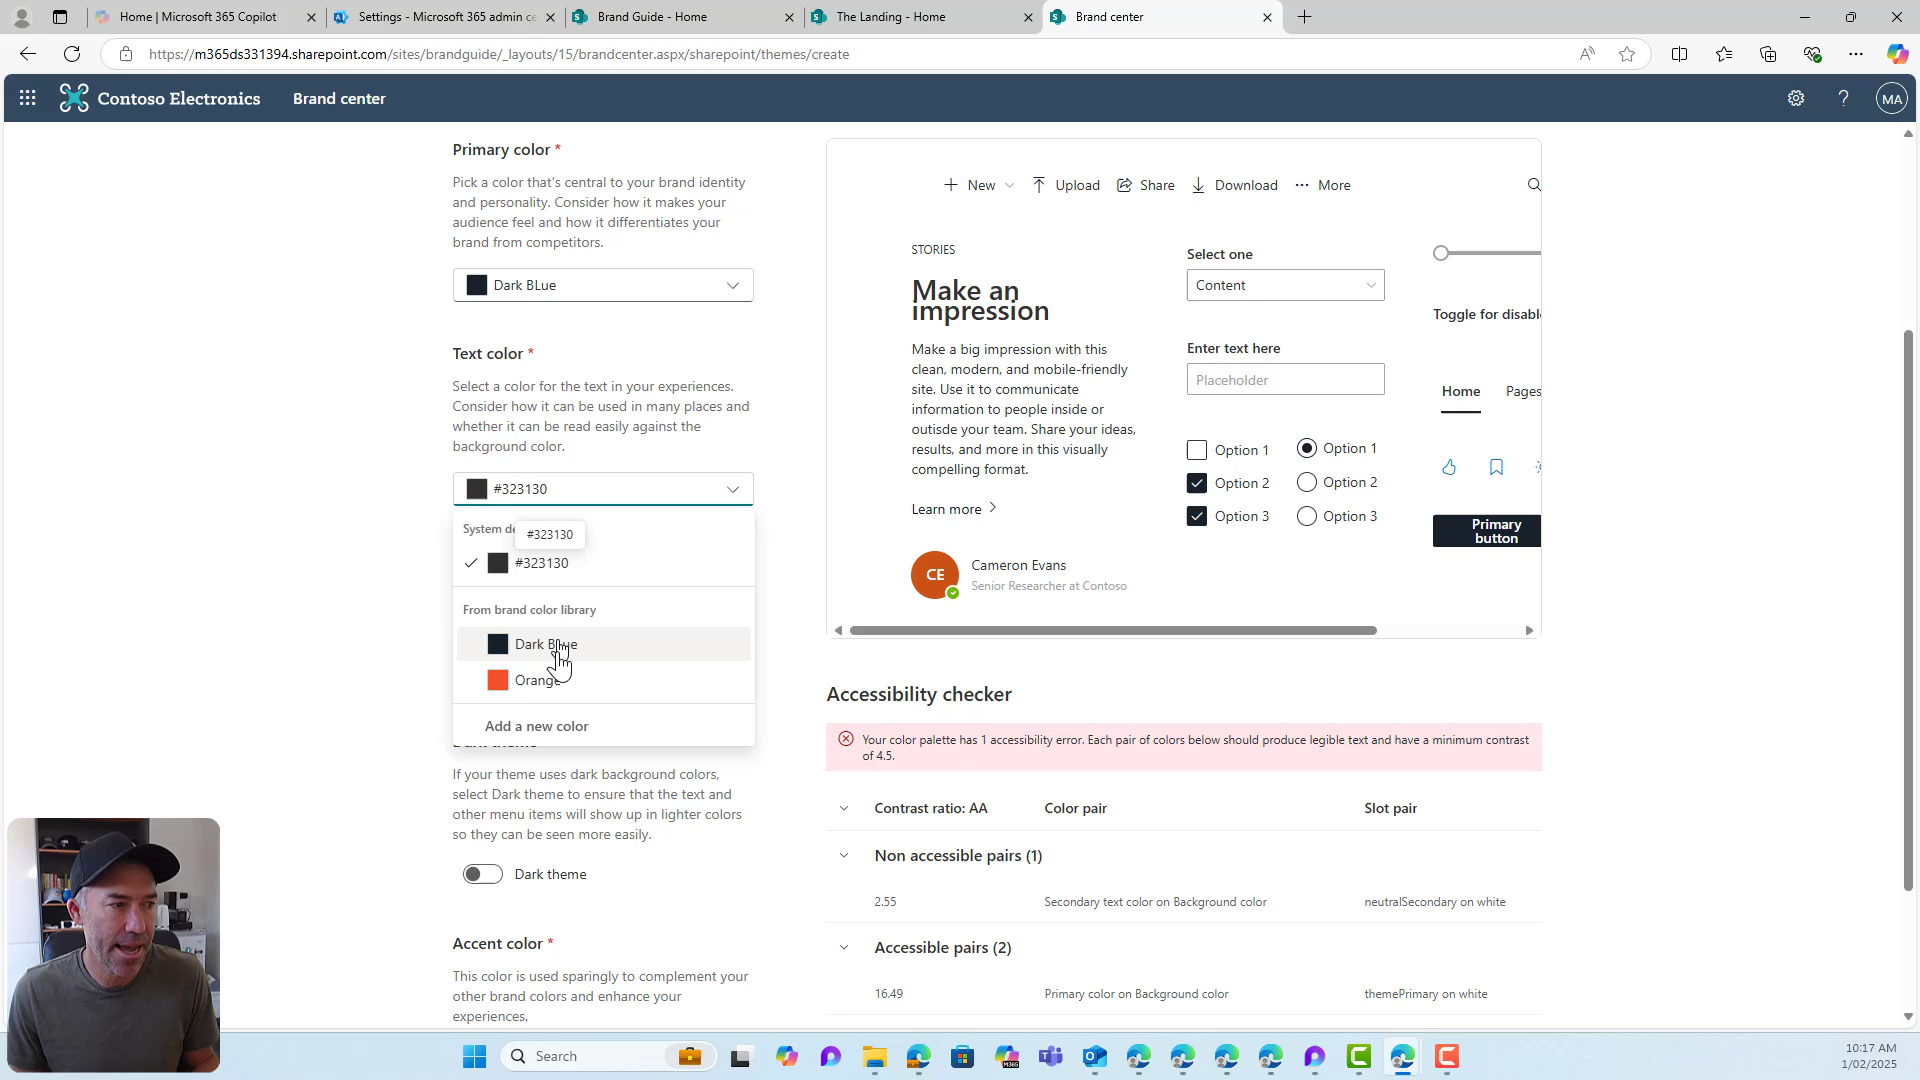 Home | Microsoft 365 Copilot
Settings - Microsoft 365 admin ce
Brand Guide - Home
The Landing - Home
Brand center
https://m365ds331394.sharepoint.com/sites/brandguide/_layouts/15/brandcenter.aspx/sharepoint/themes/create
Contoso Electronics
Brand center
MA
Primary color *
Pick a color that's central to your brand identity
and personality. Consider how it makes your
audience feel and how it differentiates your
brand from competitors.
Dark BLue
Text color *
Select a color for the text in your experiences.
Consider how it can be used in many places and
whether it can be read easily against the
background color.
#323130
System de
#323130
#323130
From brand color library
Dark BLue
Orange
Add a new color
Dark theme
If your theme uses dark background colors,
select Dark theme to ensure that the text and
other menu items will show up in lighter colors
so they can be seen more easily.
Dark theme
Accent color *
This color is used sparingly to complement your
other brand colors and enhance your
experiences.
New
Upload
Share
Download
More
STORIES
Make an
impression
Make a big impression with this
clean, modern, and mobile-friendly
site. Use it to communicate
information to people inside or
outisde your team. Share your ideas,
results, and more in this visually
compelling format.
Learn more
CE
Cameron Evans
Senior Researcher at Contoso
Select one
Content
Enter text here
Placeholder
Option 1
Option 1
Option 2
Option 2
Option 3
Option 3
Toggle for disabl
Home
Pages
Primary
button
Accessibility checker
Your color palette has 1 accessibility error. Each pair of colors below should produce legible text and have a minimum contrast
of 4.5.
Contrast ratio: AA
Color pair
Slot pair
Non accessible pairs (1)
2.55
Secondary text color on Background color
neutralSecondary on white
Accessible pairs (2)
16.49
Primary color on Background color
themePrimary on white
Search
M365
10:17 AM
1/02/2025